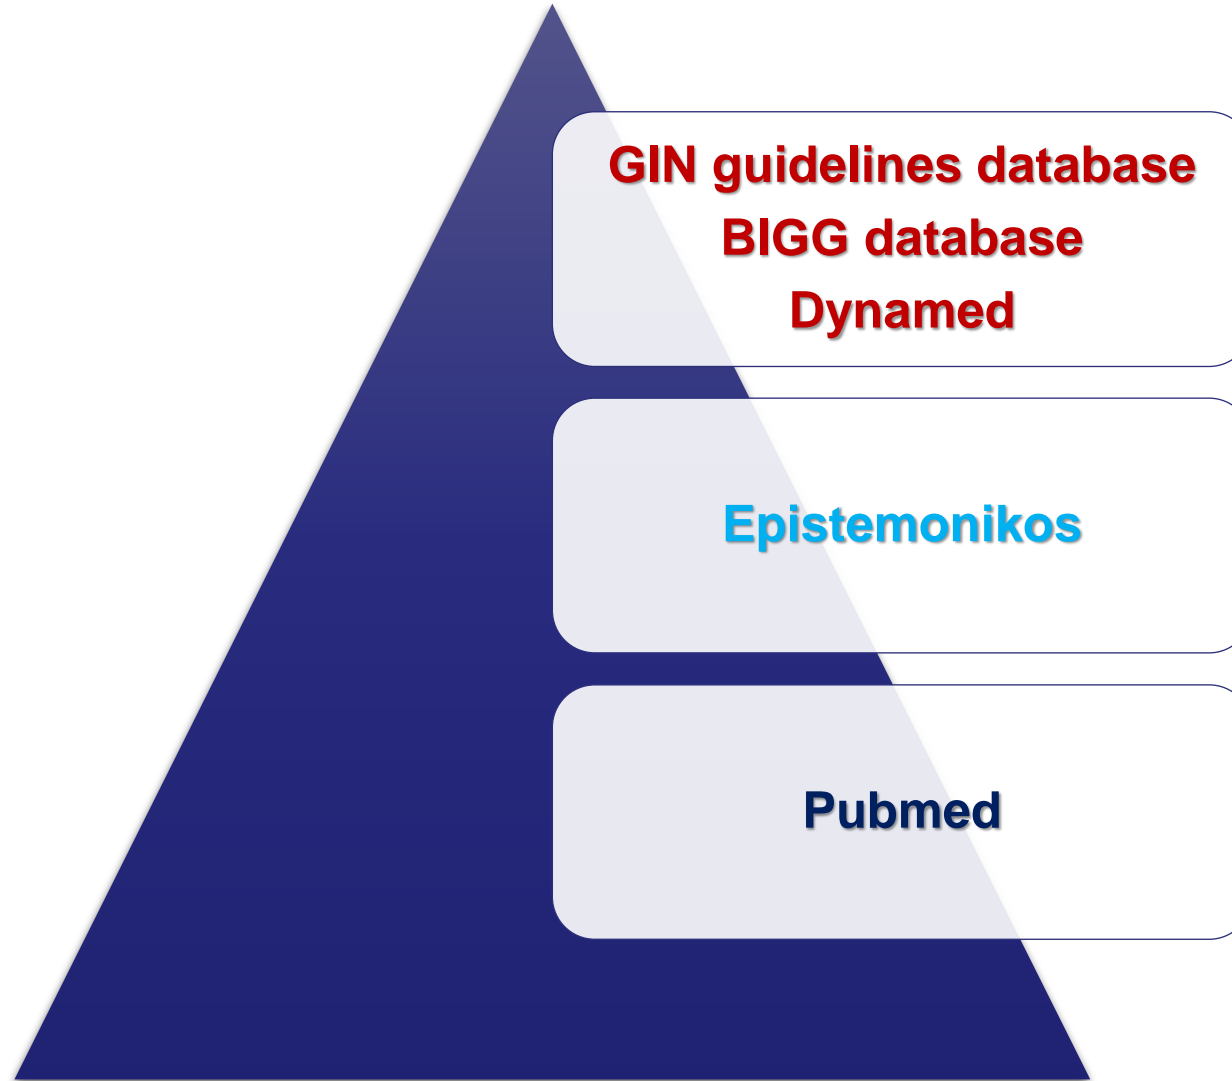 GIN guidelines database
BIGG database
Dynamed
Epistemonikos
Pubmed